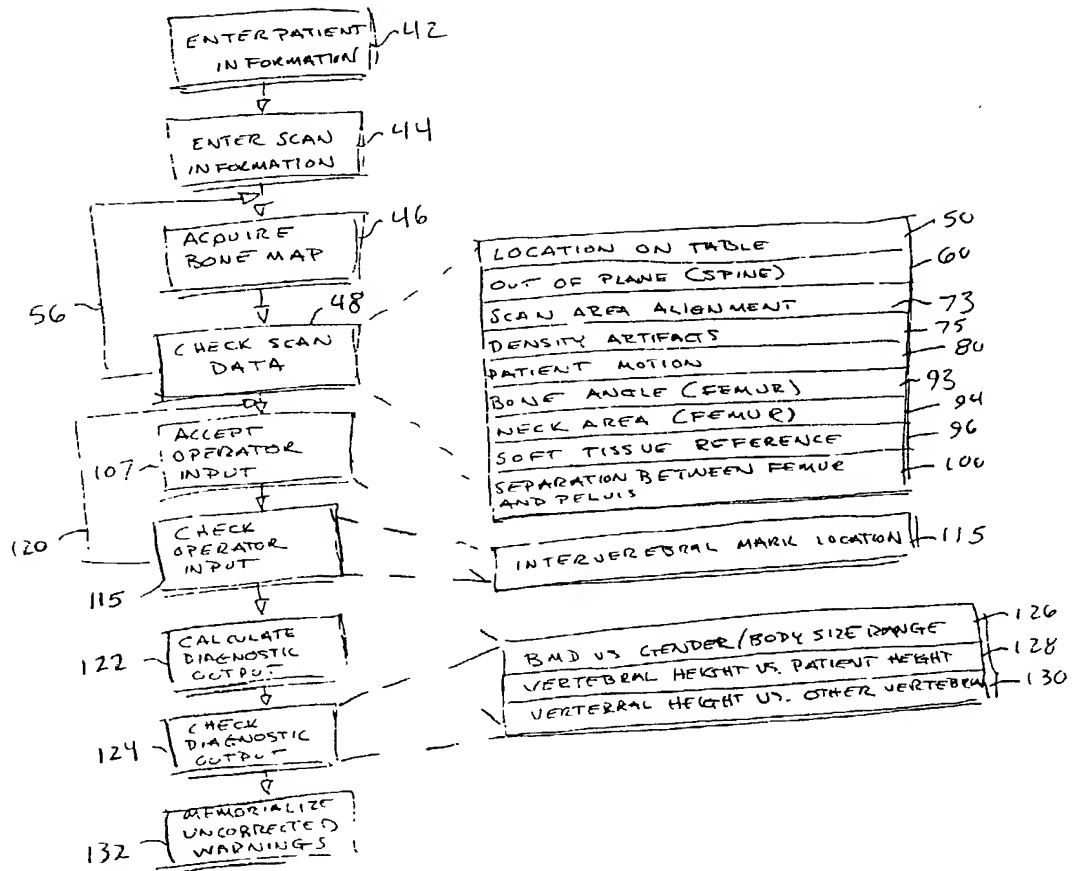 ENTER PATIENT
INFORMATION
42
ENTER SCAN
INFORMATION
44
ACQUIRE
BONE MAP
46
56
CHECK SCAN
DATA
48
LOCATION ON TABLE
50
OUT OF PLANE (SPINE)
60
SCAN AREA ALIGNMENT
73
DENSITY ARTIFACTS
75
PATIENT MOTION
80
BONE ANGLE (FEMUR)
93
NECK AREA (FEMUR)
94
SOFT TISSUE REFERENCE
96
SEPARATION BETWEEN FEMUR
AND PELVIS
100
ACCEPT
OPERATOR
INPUT
107
120
CHECK
OPERATOR
INPUT
115
INTERVEREBRAL MARK LOCATION
115
CALCULATE
DIAGNOSTIC
OUTPUT
122
CHECK
DIAGNOSTIC
OUTPUT
124
BMD VS GENDER/BODY SIZE RANGE
126
VERTEBRAL HEIGHT VS. PATIENT HEIGHT
128
VERTEBRAL HEIGHT VS. OTHER VERTEBRA
130
MEMORIALIZE
UNCORRECTED
WARNINGS
132